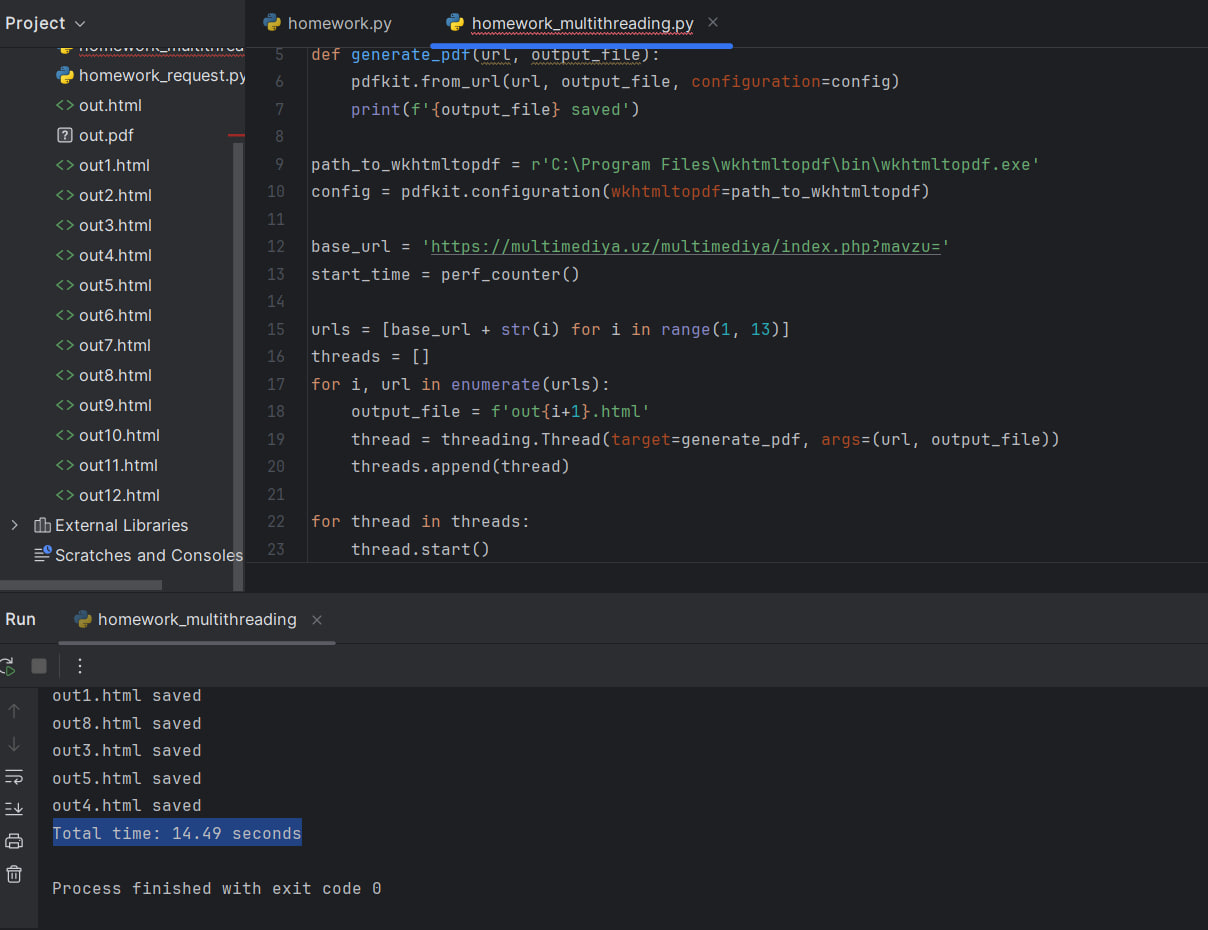 Project
homework.py
homework_multithreading.py
homework_multithrea
homework_request.py
out.html
out.pdf
out1.html
out2.html
out3.html
out4.html
out5.html
out6.html
out7.html
out8.html
out9.html
out10.html
out11.html
out12.html
External Libraries
Scratches and Consoles
5 def generate_pdf(url, output_file):
6     pdfkit.from_url(url, output_file, configuration=config)
7     print(f'{output_file} saved')
8
9 path_to_wkhtmltopdf = r'C:\Program Files\wkhtmltopdf\bin\wkhtmltopdf.exe'
10 config = pdfkit.configuration(wkhtmltopdf=path_to_wkhtmltopdf)
11
12 base_url = 'https://multimediya.uz/multimediya/index.php?mavzu='
13 start_time = perf_counter()
14
15 urls = [base_url + str(i) for i in range(1, 13)]
16 threads = []
17 for i, url in enumerate(urls):
18     output_file = f'out{i+1}.html'
19     thread = threading.Thread(target=generate_pdf, args=(url, output_file))
20     threads.append(thread)
21
22 for thread in threads:
23     thread.start()
Run
homework_multithreading
out1.html saved
out8.html saved
out3.html saved
out5.html saved
out4.html saved
Total time: 14.49 seconds
Process finished with exit code 0